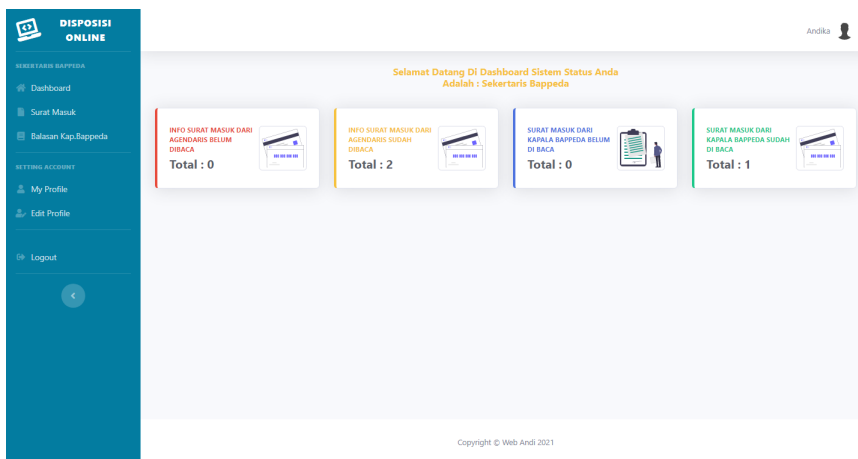 DISPOSISI
ONLINE
Andika
SEKERTARIS BAPPEDA
Dashboard
Surat Masuk
Balasan Kap.Bappeda
SETTING ACCOUNT
My Profile
Edit Profile
Logout
Selamat Datang Di Dashboard Sistem Status Anda
Adalah : Sekertaris Bappeda
INFO SURAT MASUK DARI
AGENDARIS BELUM
DIBACA
Total : 0
INFO SURAT MASUK DARI
AGENDARIS SUDAH
DIBACA
Total : 2
SURAT MASUK DARI
KAPALA BAPPEDA BELUM
DI BACA
Total : 0
SURAT MASUK DARI
KAPALA BAPPEDA SUDAH
DI BACA
Total : 1
Copyright © Web Andi 2021